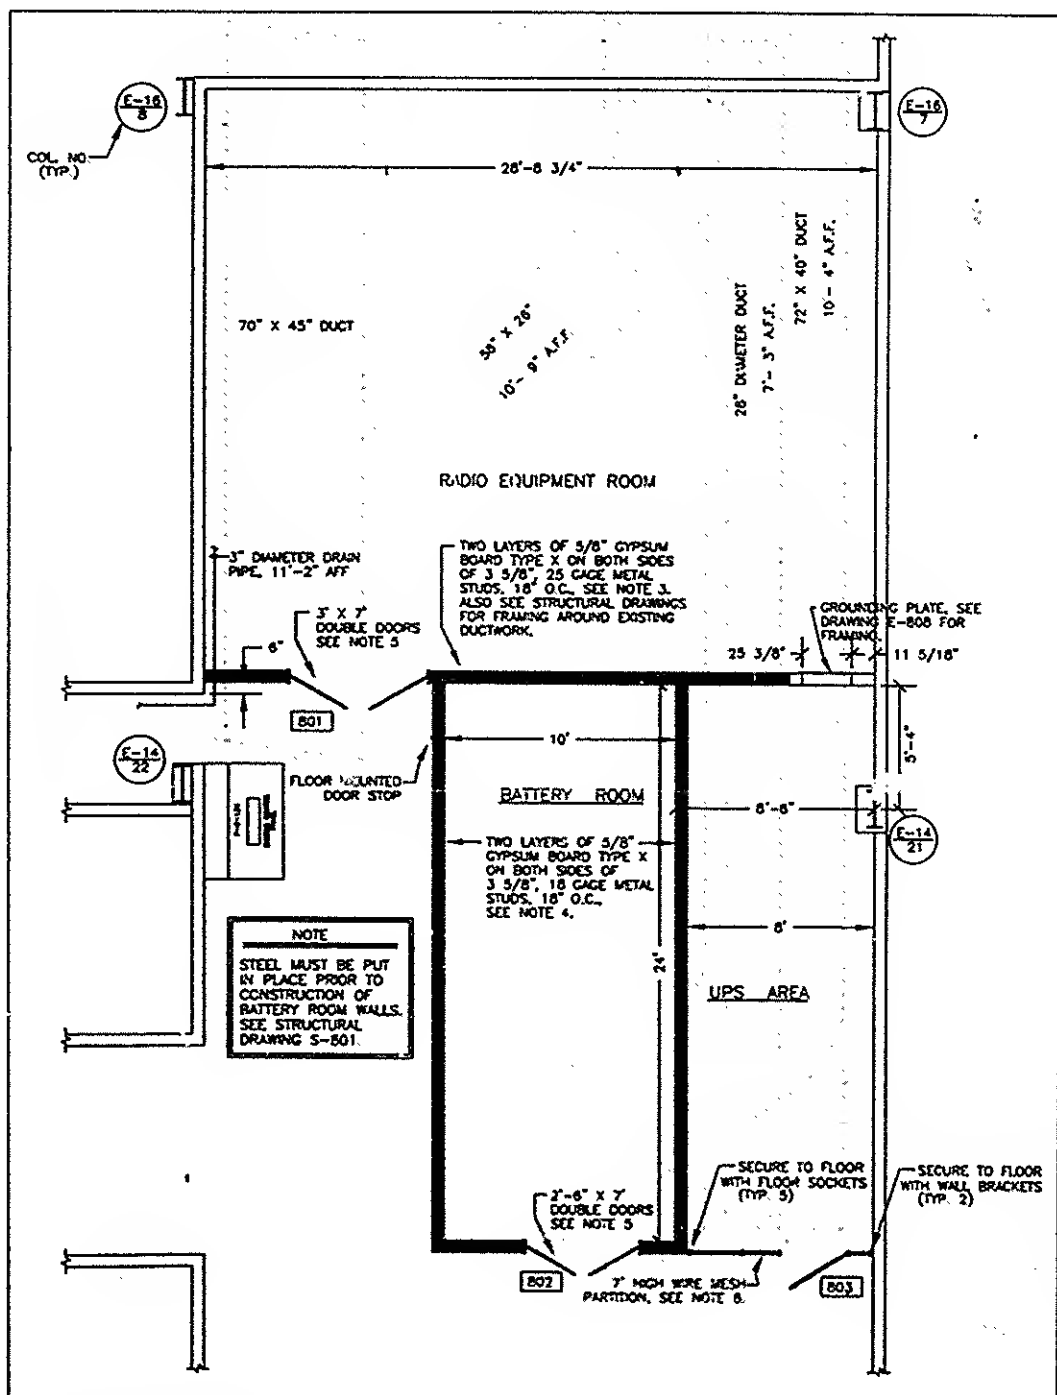 E-16
8
E-16
7
COL. NO.
(TYP.)
28'-8 3/4"
70" X 45" DUCT
58" X 26"
10'- 9" A.F.F.
28" DIAMETER DUCT
7'- 3" A.F.F.
72" X 40" DUCT
10'- 4" A.F.F.
RADIO EQUIPMENT ROOM
3" DIAMETER DRAIN
PIPE, 11'-2" AFF
3' X 7'
DOUBLE DOORS
SEE NOTE 5
6"
TWO LAYERS OF 5/8" GYPSUM
BOARD TYPE X ON BOTH SIDES
OF 3 5/8", 25 GAGE METAL
STUDS, 18" O.C., SEE NOTE 3.
ALSO SEE STRUCTURAL DRAWINGS
FOR FRAMING AROUND EXISTING
DUCTWORK.
GROUNDING PLATE, SEE
DRAWING E-808 FOR
FRAMING.
25 3/8"
11 5/18"
801
E-14
22
FLOOR MOUNTED
DOOR STOP
10'
BATTERY ROOM
5'-4"
8'-6"
E-14
21
TWO LAYERS OF 5/8"
GYPSUM BOARD TYPE X
ON BOTH SIDES OF
3 5/8", 18 GAGE METAL
STUDS, 18" O.C.,
SEE NOTE 4.
NOTE
STEEL MUST BE PUT
IN PLACE PRIOR TO
CONSTRUCTION OF
BATTERY ROOM WALLS.
SEE STRUCTURAL
DRAWING S-801.
8'
24'
UPS AREA
SECURE TO FLOOR
WITH FLOOR SOCKETS
(TYP. 5)
SECURE TO FLOOR
WITH WALL BRACKETS
(TYP. 2)
2'-6" X 7'
DOUBLE DOORS
SEE NOTE 5
802
7' HIGH WIRE MESH
PARTITION, SEE NOTE 6.
803